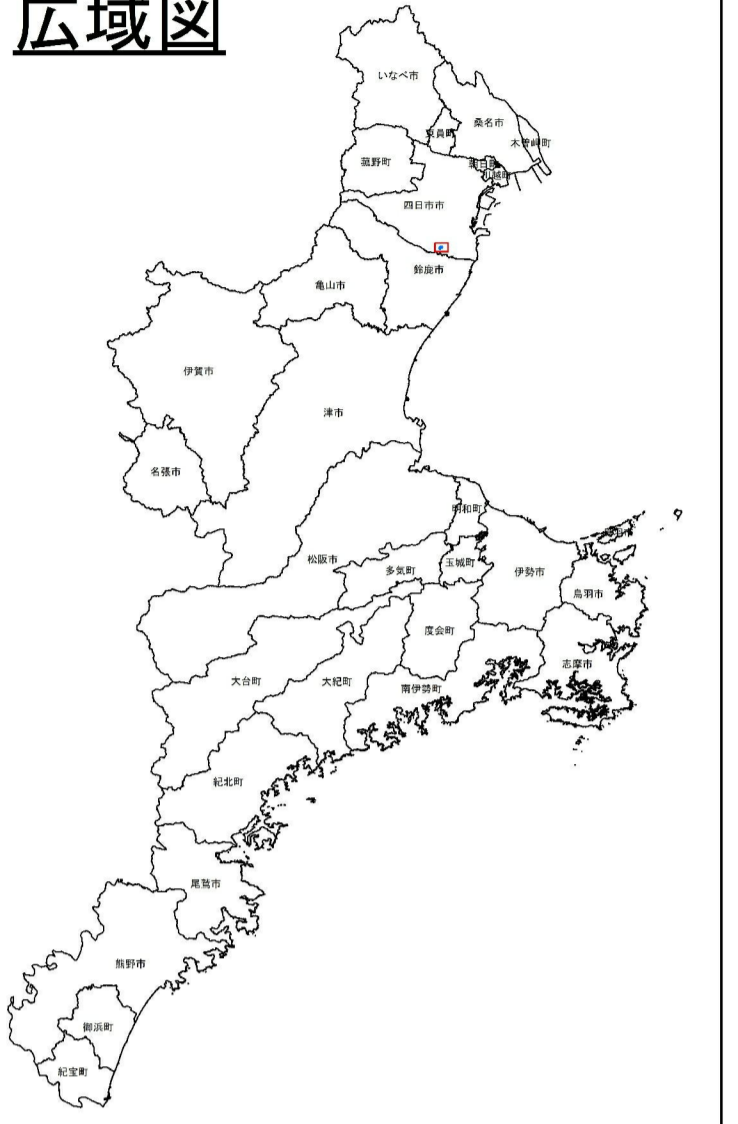 広域図
いなべ市
桑名市
東員町
木曽岬町
菰野町
朝日町
川越町
四日市市
鈴鹿市
亀山市
伊賀市
津市
名張市
明和町
松阪市
多気町
玉城町
伊勢市
鳥羽市
度会町
志摩市
大台町
大紀町
南伊勢町
紀北町
尾鷲市
熊野市
御浜町
紀宝町